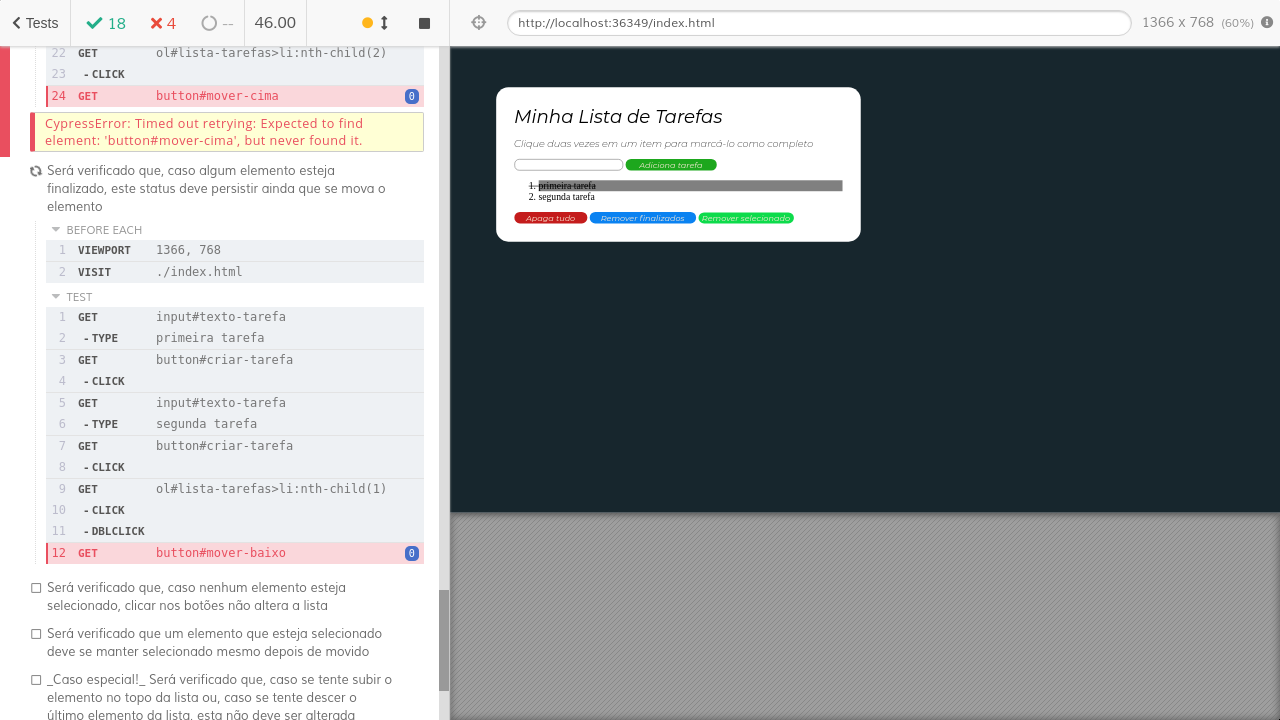 Tests
18
4
--
46.00
http://localhost:36349/index.html
1366 x 768 (60%)
22 GET ol#lista-tarefas>li:nth-child(2)
23 - CLICK
24 GET button#mover-cima 0
CypressError: Timed out retrying: Expected to find
element: 'button#mover-cima', but never found it.
Será verificado que, caso algum elemento esteja
finalizado, este status deve persistir ainda que se mova o
elemento
BEFORE EACH
1 VIEWPORT 1366, 768
2 VISIT ./index.html
TEST
1 GET input#texto-tarefa
2 - TYPE primeira tarefa
3 GET button#criar-tarefa
4 - CLICK
5 GET input#texto-tarefa
6 - TYPE segunda tarefa
7 GET button#criar-tarefa
8 - CLICK
9 GET ol#lista-tarefas>li:nth-child(1)
10 - CLICK
11 - DBLCLICK
12 GET button#mover-baixo 0
Será verificado que, caso nenhum elemento esteja
selecionado, clicar nos botões não altera a lista
Será verificado que um elemento que esteja selecionado
deve se manter selecionado mesmo depois de movido
_Caso especial!_ Será verificado que, caso se tente subir o
elemento no topo da lista ou, caso se tente descer o
último elemento da lista, esta não deve ser alterada
Minha Lista de Tarefas
Clique duas vezes em um item para marcá-lo como completo
Adiciona tarefa
1. primeira tarefa
2. segunda tarefa
Apaga tudo
Remover finalizados
Remover selecionado